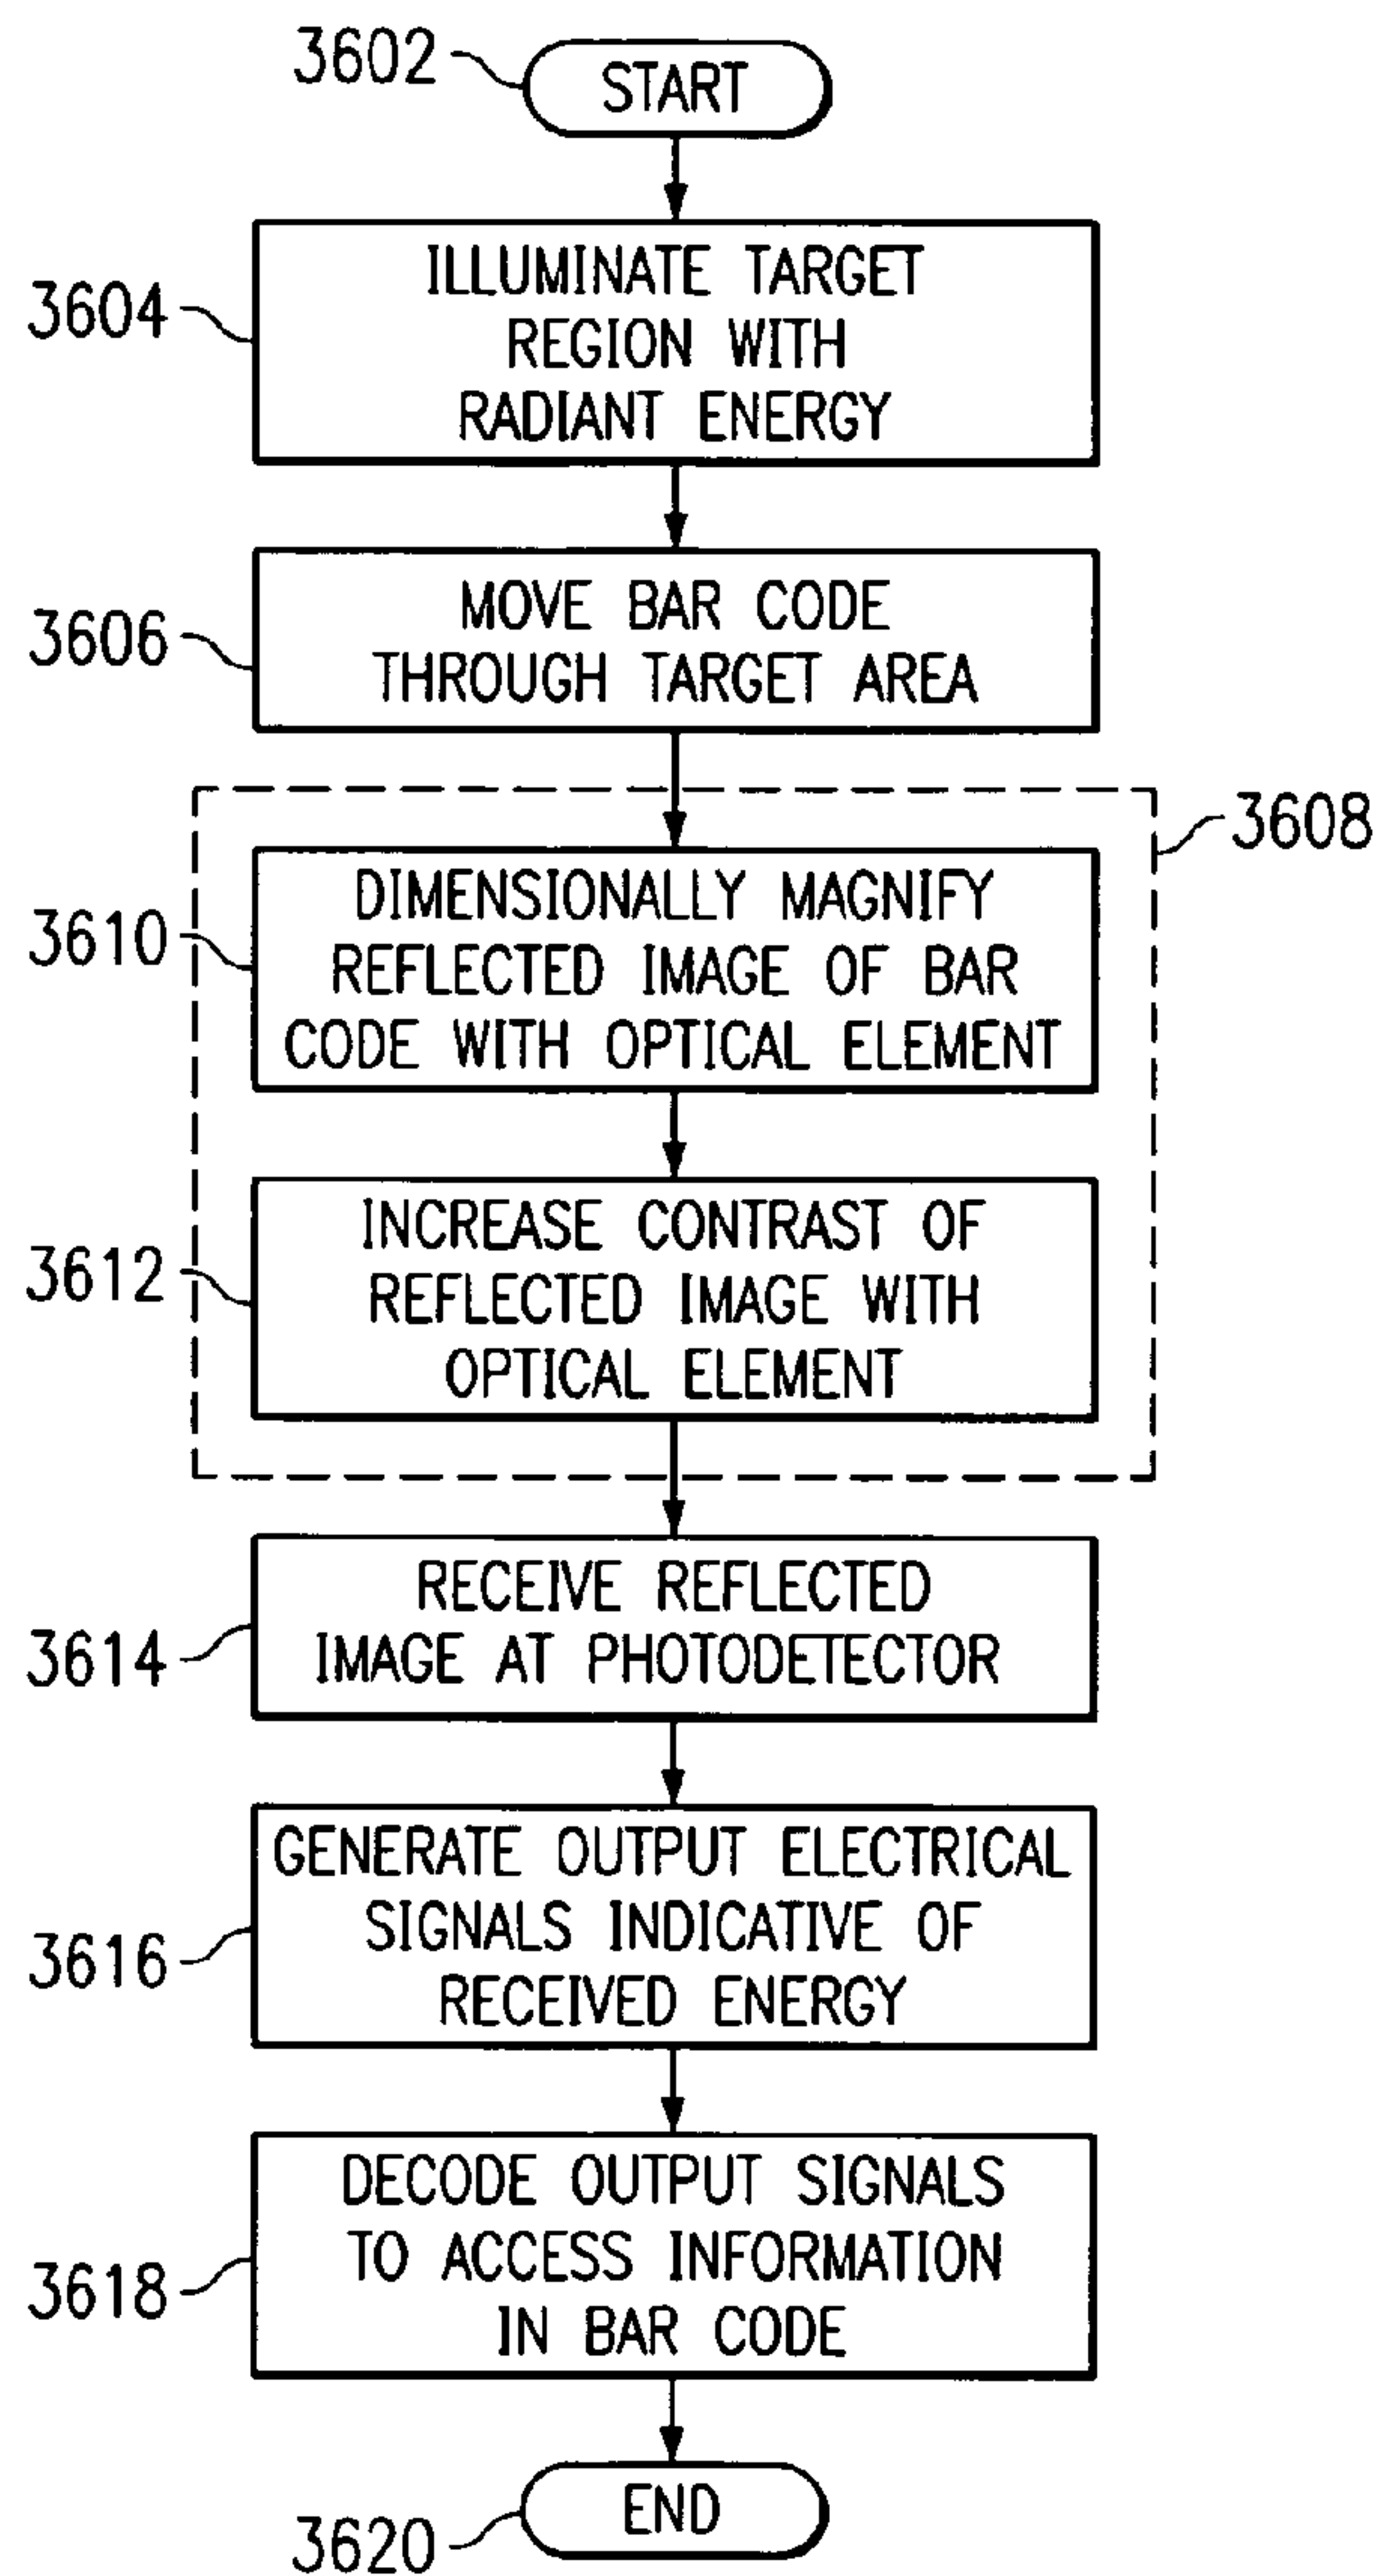 3602
START
3604
ILLUMINATE TARGET
REGION WITH
RADIANT ENERGY
3606
MOVE BAR CODE
THROUGH TARGET AREA
3608
3610
DIMENSIONALLY MAGNIFY
REFLECTED IMAGE OF BAR
CODE WITH OPTICAL ELEMENT
3612
INCREASE CONTRAST OF
REFLECTED IMAGE WITH
OPTICAL ELEMENT
3614
RECEIVE REFLECTED
IMAGE AT PHOTODETECTOR
3616
GENERATE OUTPUT ELECTRICAL
SIGNALS INDICATIVE OF
RECEIVED ENERGY
3618
DECODE OUTPUT SIGNALS
TO ACCESS INFORMATION
IN BAR CODE
3620
END